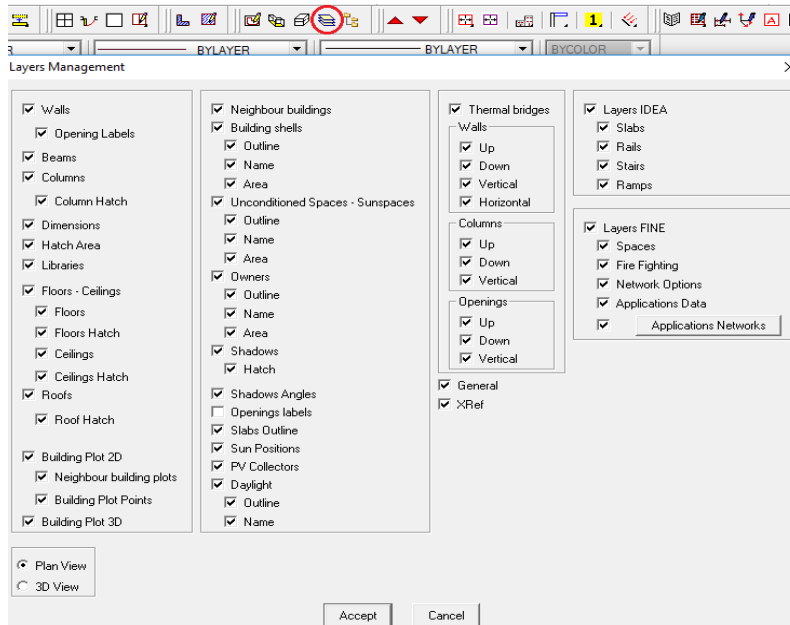 1
R
BYLAYER
BYLAYER
BYCOLOR
Layers Management
Walls
Opening Labels
Beams
Columns
Column Hatch
Dimensions
Hatch Area
Libraries
Floors - Ceilings
Floors
Floors Hatch
Ceilings
Ceilings Hatch
Roofs
Roof Hatch
Building Plot 2D
Neighbour building plots
Building Plot Points
Building Plot 3D
Neighbour buildings
Building shells
Outline
Name
Area
Unconditioned Spaces - Sunspaces
Outline
Name
Area
Owners
Outline
Name
Area
Shadows
Hatch
Shadows Angles
Openings labels
Slabs Outline
Sun Positions
PV Collectors
Daylight
Outline
Name
Thermal bridges
Walls
Up
Down
Vertical
Horizontal
Columns
Up
Down
Vertical
Openings
Up
Down
Vertical
General
XRef
Layers IDEA
Slabs
Rails
Stairs
Ramps
Layers FINE
Spaces
Fire Fighting
Network Options
Applications Data
Applications Networks
Plan View
3D View
Accept
Cancel